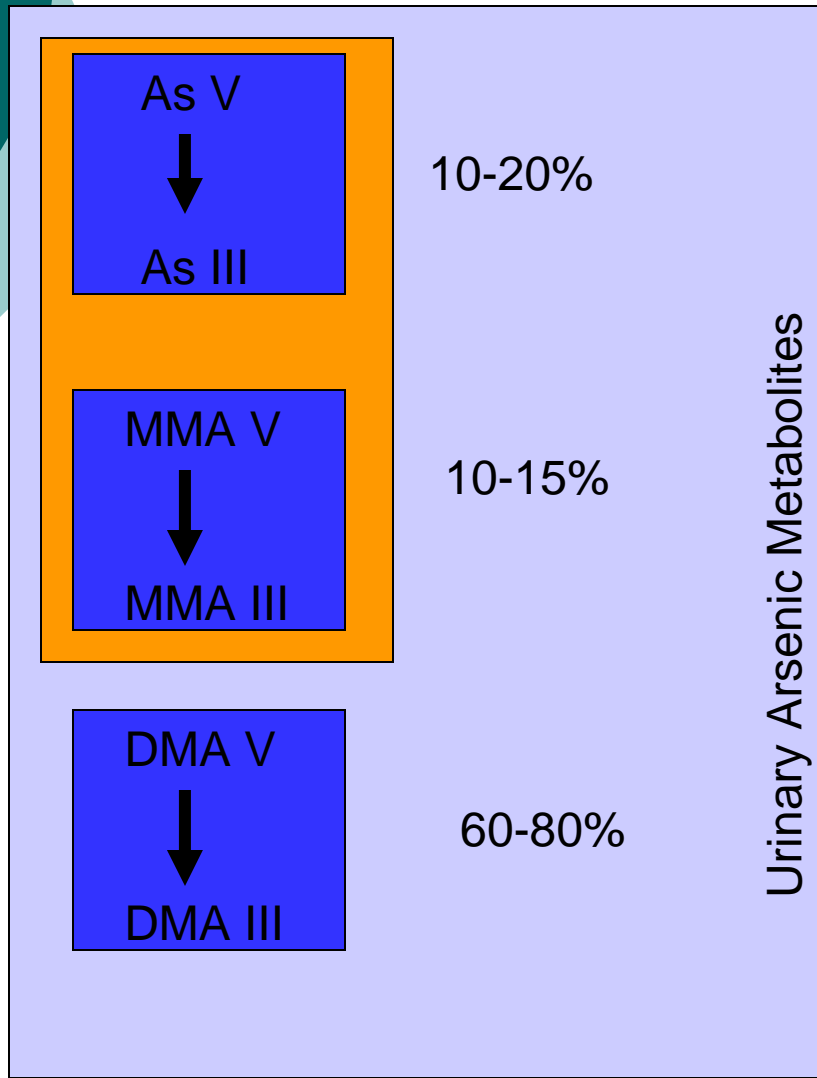 As V
As III
10-20%
MMA V
MMA III
10-15%
DMA V
DMA III
60-80%
Urinary Arsenic Metabolites